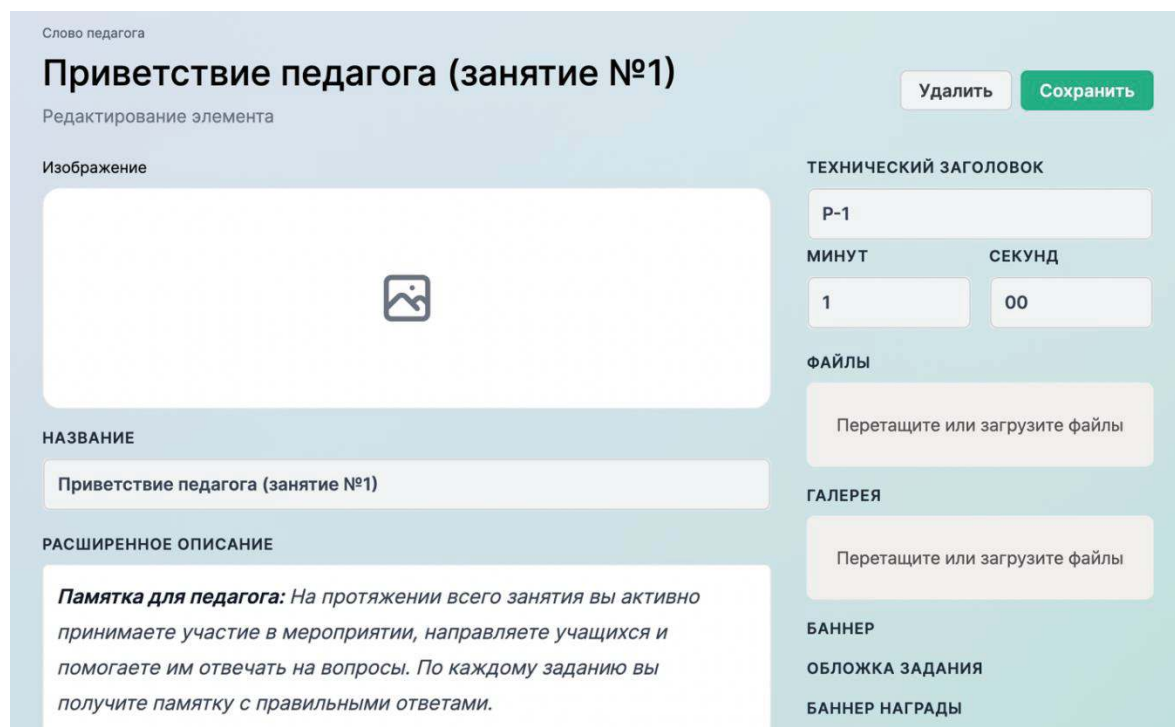 Слово педагога
Приветствие педагога (занятие №1)
Редактирование элемента
Удалить
Сохранить
Изображение
НАЗВАНИЕ
Приветствие педагога (занятие №1)
РАСШИРЕННОЕ ОПИСАНИЕ
Памятка для педагога: На протяжении всего занятия вы активно
принимаете участие в мероприятии, направляете учащихся и
помогаете им отвечать на вопросы. По каждому заданию вы
получите памятку с правильными ответами.
ТЕХНИЧЕСКИЙ ЗАГОЛОВОК
P-1
МИНУТ
СЕКУНД
1
00
ФАЙЛЫ
Перетащите или загрузите файлы
ГАЛЕРЕЯ
Перетащите или загрузите файлы
БАННЕР
ОБЛОЖКА ЗАДАНИЯ
БАННЕР НАГРАДЫ